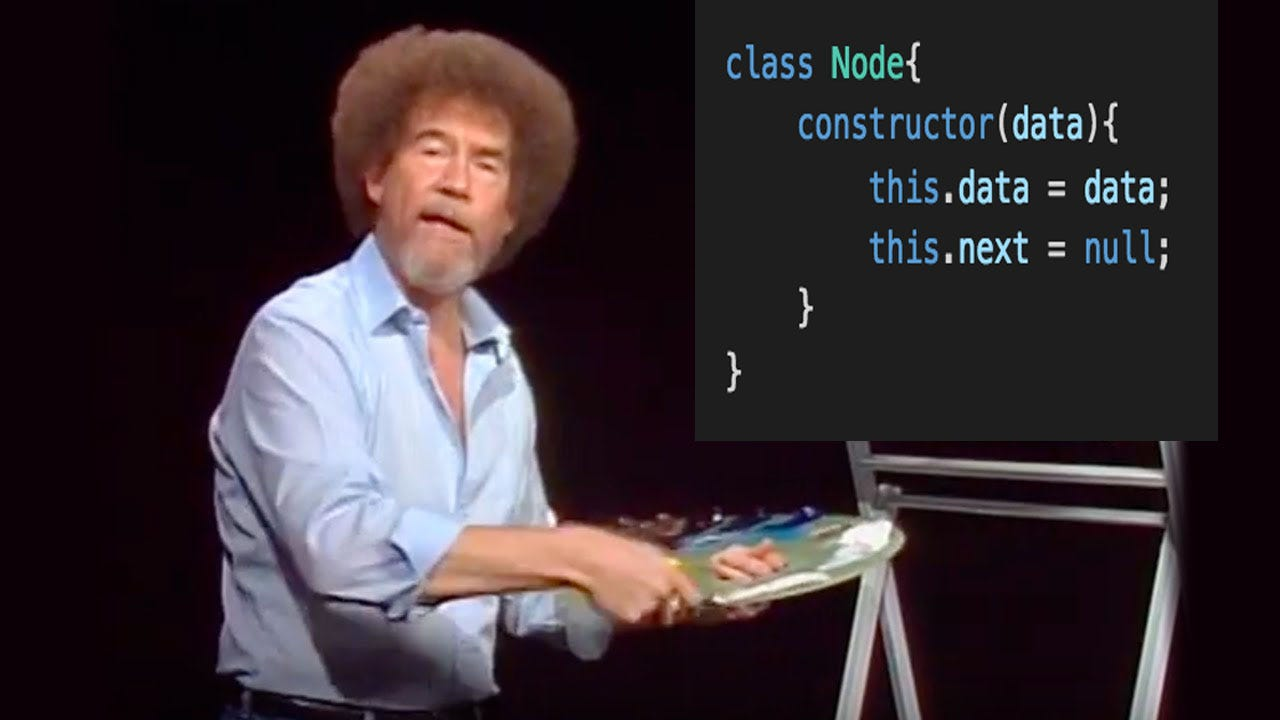 class Node{
    constructor(data){
        this.data = data;
        this.next = null;
    }
}